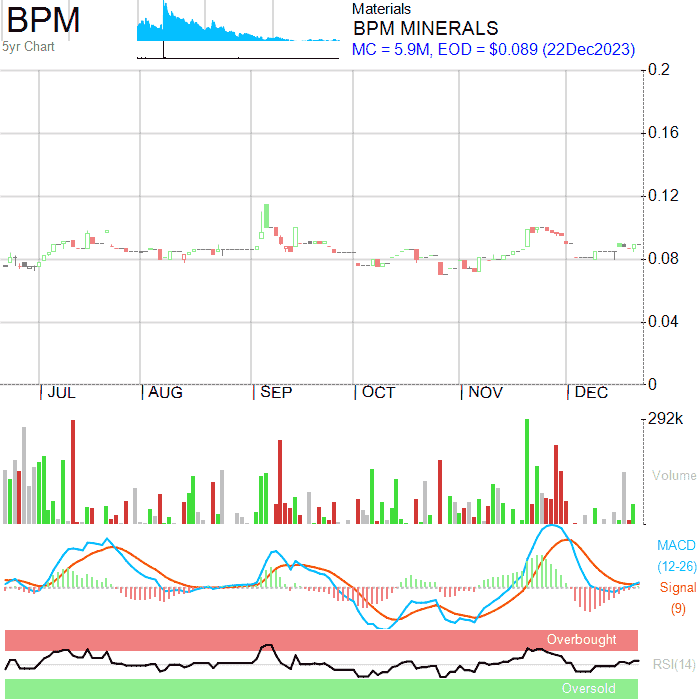 BPM
5yr Chart
Materials
BPM MINERALS
MC = 5.9M, EOD = $0.089 (22Dec2023)
0.2
0.16
0.12
0.08
0.04
0
JUL AUG SEP OCT NOV DEC
292k
Volume
MACD
(12-26)
Signal
(9)
Overbought
RSI(14)
Oversold